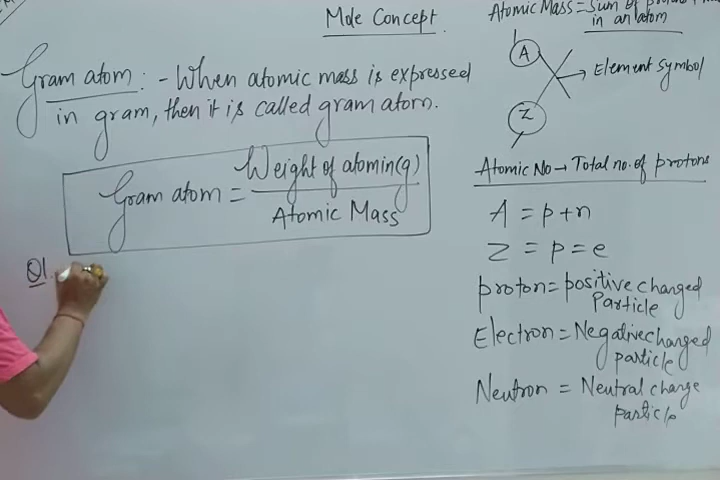 Mole Concept
Gram atom : - When atomic mass is expressed
in gram, then it is called gram atom.
Gram atom = Weight of atom in (g)
Atomic Mass
Q1.
Atomic Mass = Sum of
in an atom
A
X → Element Symbol
Z
Atomic No → Total no. of protons
A = p + n
Z = p = e
proton = positive charged
Particle
Electron = Negative charged
particle
Neutron = Neutral charge
particle